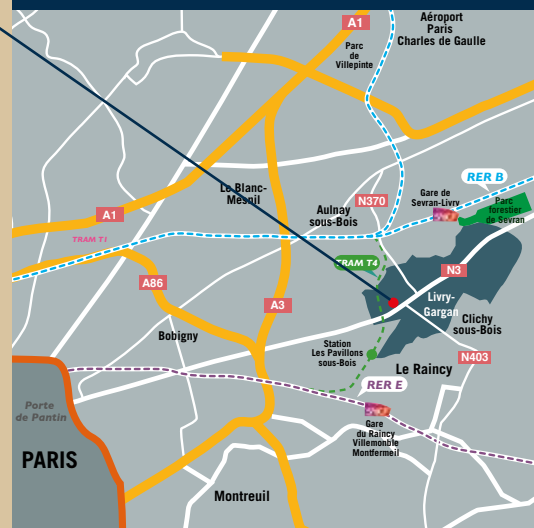 A1
Aéroport
Paris
Charles de Gaulle
Parc
de
Villepinte
RER B
Le Blanc-
Mesnil
N370
Gare de
Sevran-Livry
Parc
forestier
de Sevran
Aulnay
sous-Bois
A1
TRAM T1
TRAM T4
N3
A86
Livry-
Gargan
A3
Clichy
sous-Bois
Bobigny
Station
Les Pavillons
sous-Bois
N403
Le Raincy
RER E
Porte
de Pantin
Gare
du Raincy
Villemonble
Montfermeil
PARIS
Montreuil